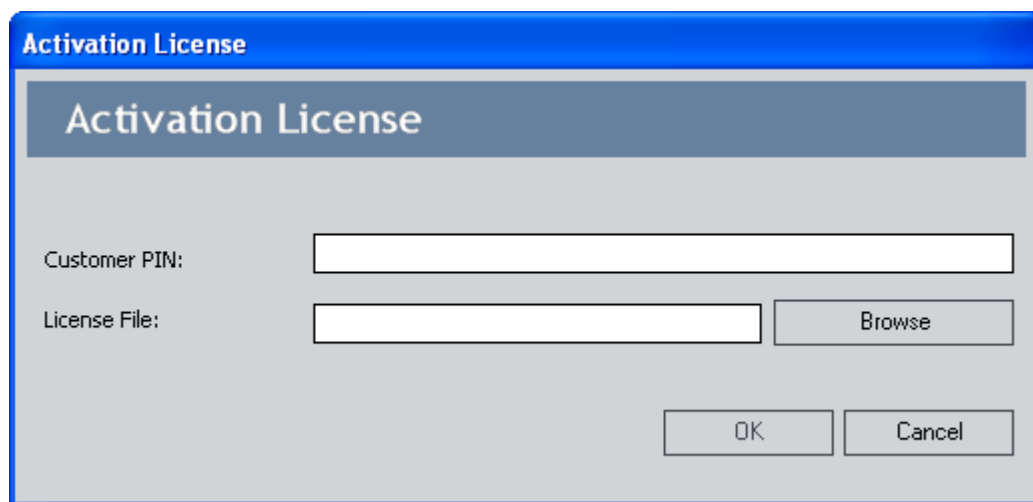 Activation License
Activation License
Customer PIN:
License File:
Browse
OK
Cancel